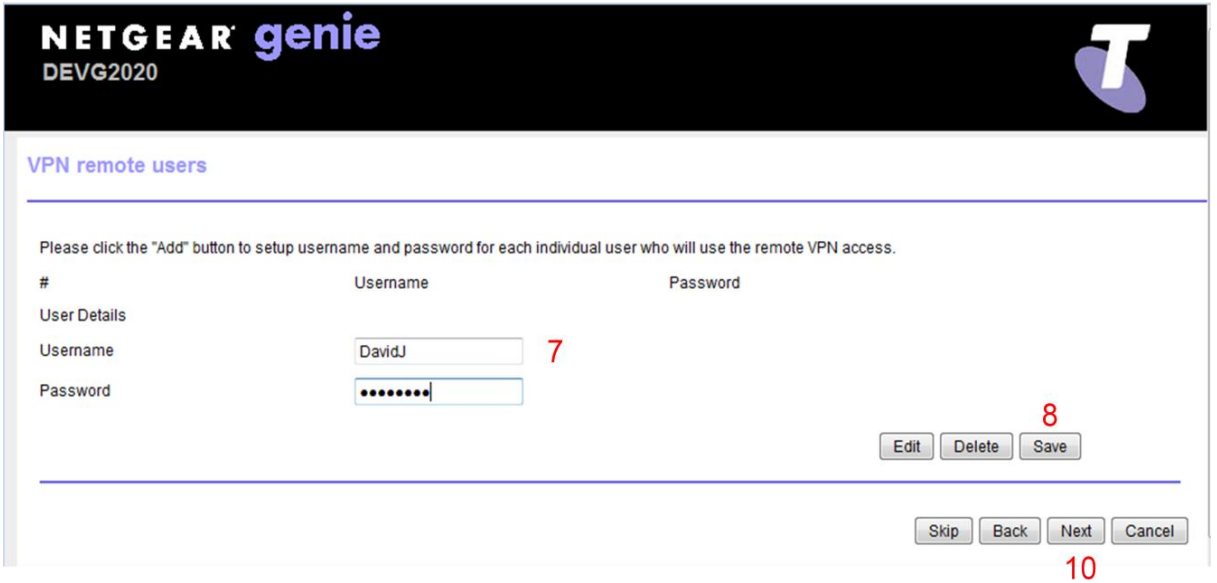 NETGEAR genie
DEVG2020
T
VPN remote users
Please click the "Add" button to setup username and password for each individual user who will use the remote VPN access.
# Username Password
User Details
Username DavidJ 7
Password ••••••••
8
Edit Delete Save
Skip Back Next Cancel
10